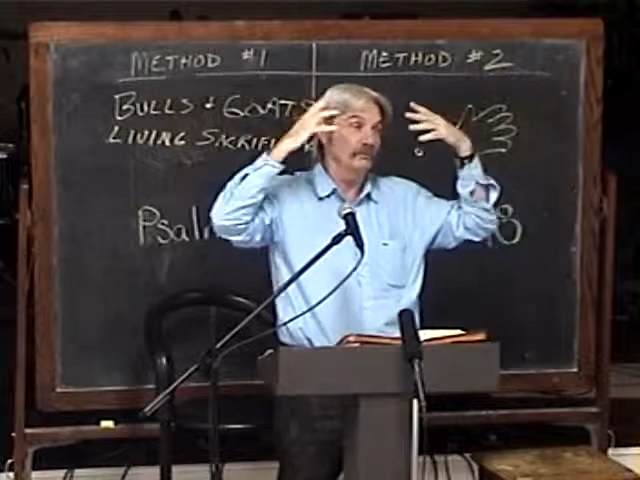 METHOD #1
METHOD #2
BULLS & GOATS
LIVING SACRIFI
Psal
8